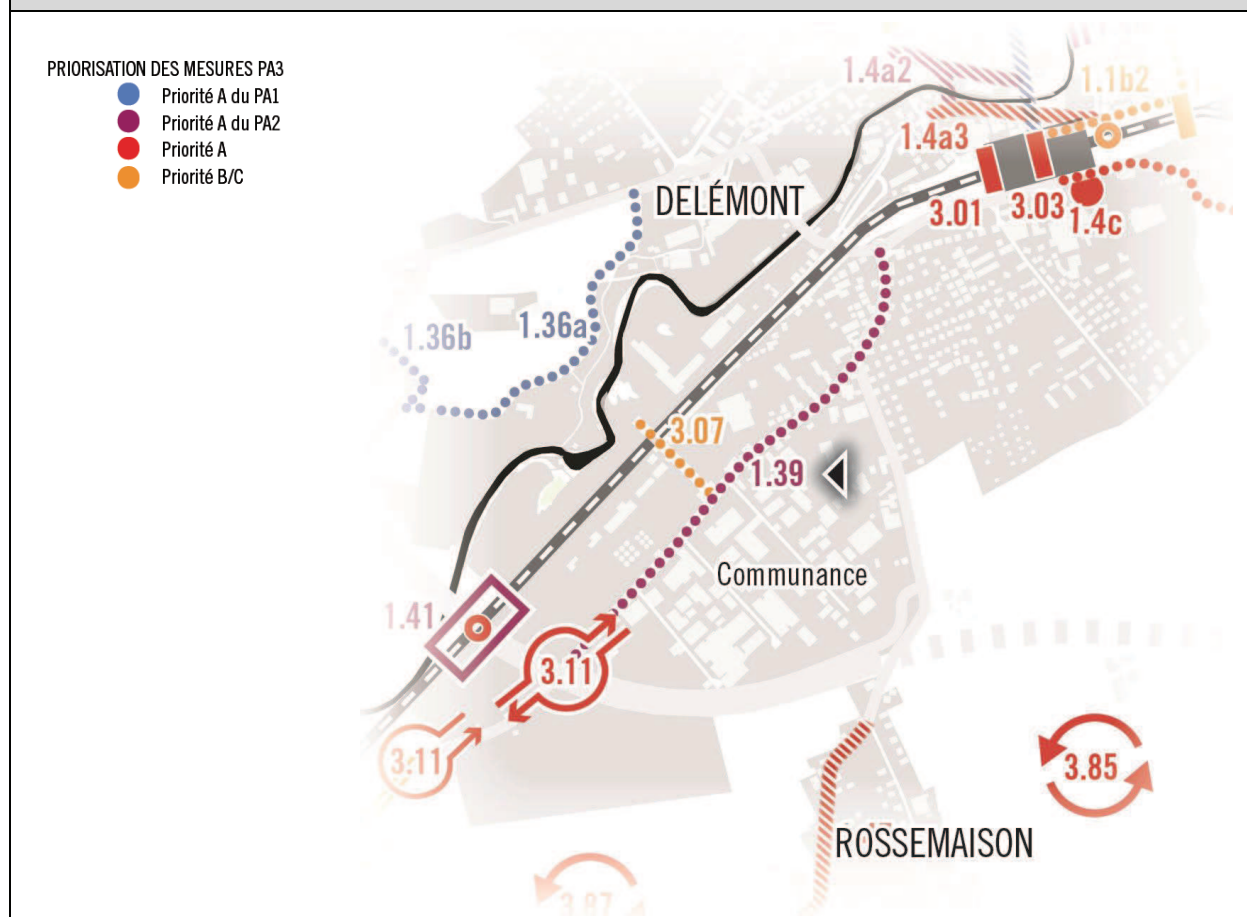 PRIORISATION DES MESURES PA3
Priorité A du PA1
Priorité A du PA2
Priorité A
Priorité B/C
1.4a2
1.1b2
1.4a3
DELÉMONT
3.01
3.03
1.4c
1.36b
1.36a
3.07
1.39
Communance
1.41
3.11
3.11
3.85
ROSSEMAISON
3.87